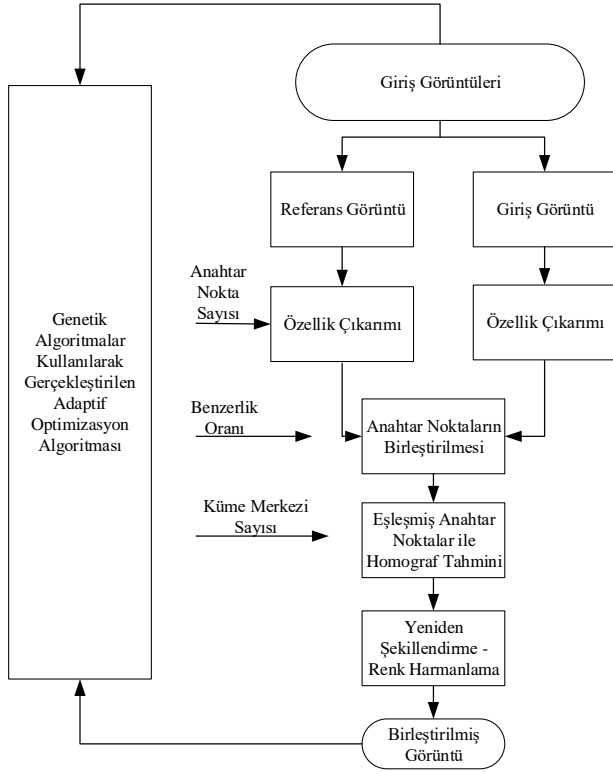 Giriş Görüntüleri
Referans Görüntü
Giriş Görüntü
Anahtar
Nokta
Sayısı
Özellik Çıkarımı
Özellik Çıkarımı
Genetik
Algoritmalar
Kullanılarak
Gerçekleştirilen
Adaptif
Optimizasyon
Algoritması
Benzerlik
Oranı
Anahtar Noktaların
Birleştirilmesi
Küme Merkezi
Sayısı
Eşleşmiş Anahtar
Noktalar ile
Homograf Tahmini
Yeniden
Şekillendirme -
Renk Harmanlama
Birleştirilmiş
Görüntü